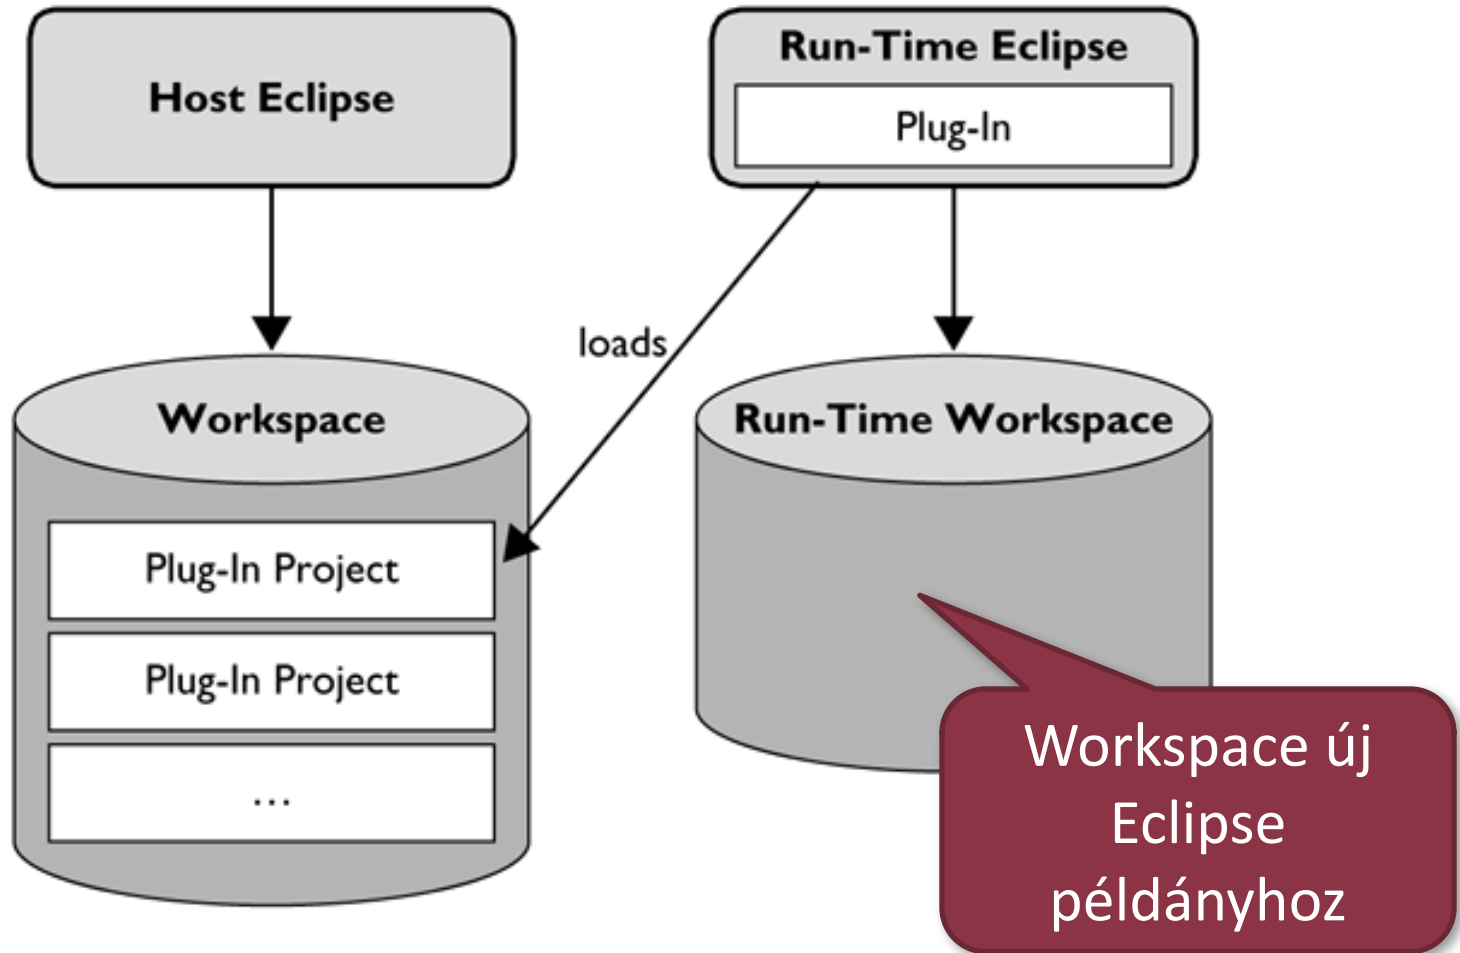 Host Eclipse
Run-Time Eclipse
Plug-In
loads
Workspace
Plug-In Project
Plug-In Project
...
Run-Time Workspace
Workspace új
Eclipse
példányhoz